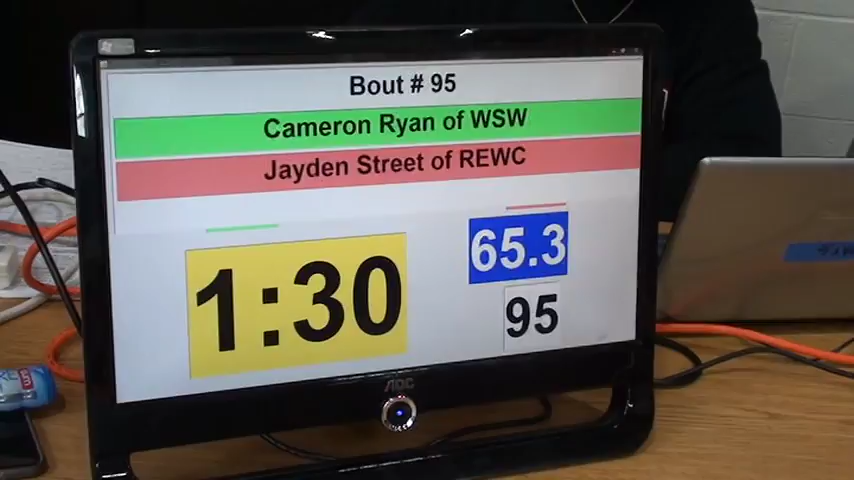 Bout # 95
Cameron Ryan of WSW
Jayden Street of REWC
1:30
65.3
95
AOC